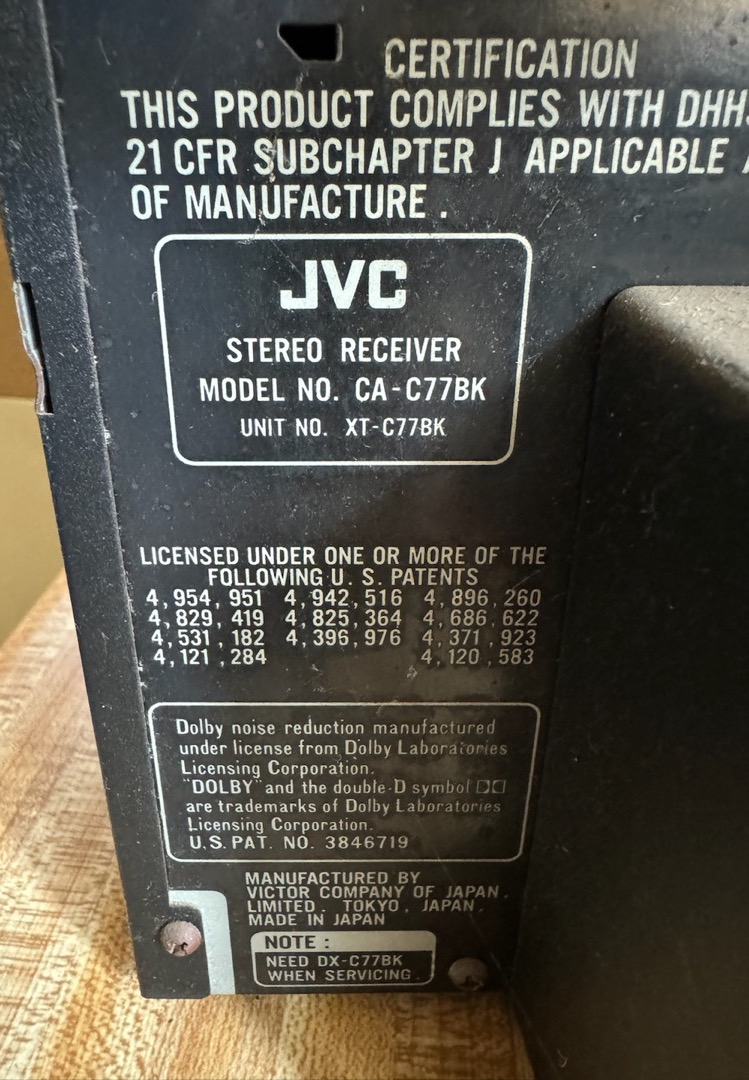 CERTIFICATION
THIS PRODUCT COMPLIES WITH
21 CFR SUBCHAPTER J APPLICABLE
OF MANUFACTURE.
JVC
STEREO RECEIVER
MODEL NO. CA-C77BK
UNIT NO. XT-C77BK
LICENSED UNDER ONE OR MORE OF THE
FOLLOWING U. S. PATENTS
4,954,951 4,942,516 4,896,260
4,829,419 4,825,364 4,686,622
4,531,182 4,396,976 4,371,923
4,121,284 4,120,583
Dolby noise reduction manufactured
under license from Dolby Laboratories
Licensing Corporation.
"DOLBY" and the double-D symbol
are trademarks of Dolby Laboratories
Licensing Corporation.
U.S. PAT. NO. 3846719
MANUFACTURED BY
VICTOR COMPANY OF JAPAN,
LIMITED. TOKYO, JAPAN.
MADE IN JAPAN
NOTE :
NEED DX-C77BK
WHEN SERVICING.